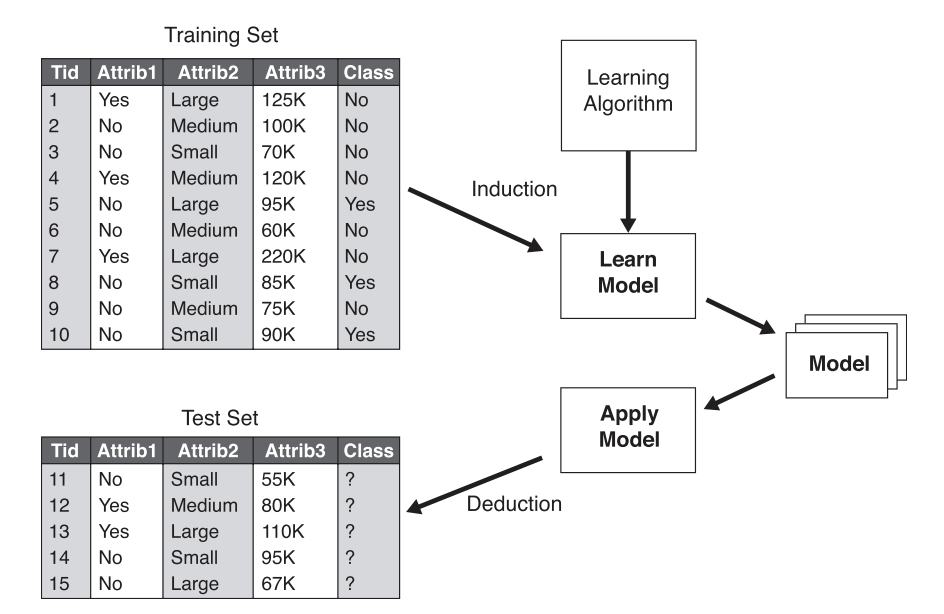 Training Set
Tid Attrib1 Attrib2 Attrib3 Class
1 Yes Large 125K No
2 No Medium 100K No
3 No Small 70K No
4 Yes Medium 120K No
5 No Large 95K Yes
6 No Medium 60K No
7 Yes Large 220K No
8 No Small 85K Yes
9 No Medium 75K No
10 No Small 90K Yes
Learning
Algorithm
Induction
Learn
Model
Model
Apply
Model
Deduction
Test Set
Tid Attrib1 Attrib2 Attrib3 Class
11 No Small 55K ?
12 Yes Medium 80K ?
13 Yes Large 110K ?
14 No Small 95K ?
15 No Large 67K ?